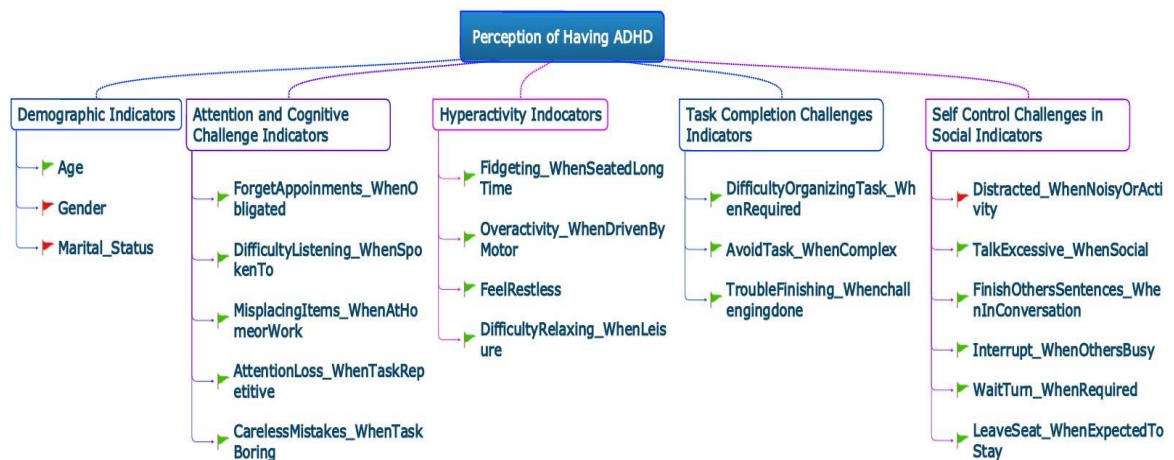 Perception of Having ADHD
Demographic Indicators
Age
Gender
Marital_Status
Attention and Cognitive
Challenge Indicators
ForgetAppoinments_WhenO
bligated
DifficultyListening_WhenSpo
kenTo
MisplacingItems_WhenAtHo
meorWork
AttentionLoss_WhenTaskRep
etitive
CarelessMistakes_WhenTask
Boring
Hyperactivity Indocators
Fidgeting_WhenSeatedLong
Time
Overactivity_WhenDrivenBy
Motor
FeelRestless
DifficultyRelaxing_WhenLeis
ure
Task Completion Challenges
Indicators
DifficultyOrganizingTask_Wh
enRequired
AvoidTask_WhenComplex
TroubleFinishing_Whenchall
engingdone
Self Control Challenges in
Social Indicators
Distracted_WhenNoisyOrActi
vity
TalkExcessive_WhenSocial
FinishOthersSentences_Whe
nInConversation
Interrupt_WhenOthersBusy
WaitTurn_WhenRequired
LeaveSeat_WhenExpectedTo
Stay